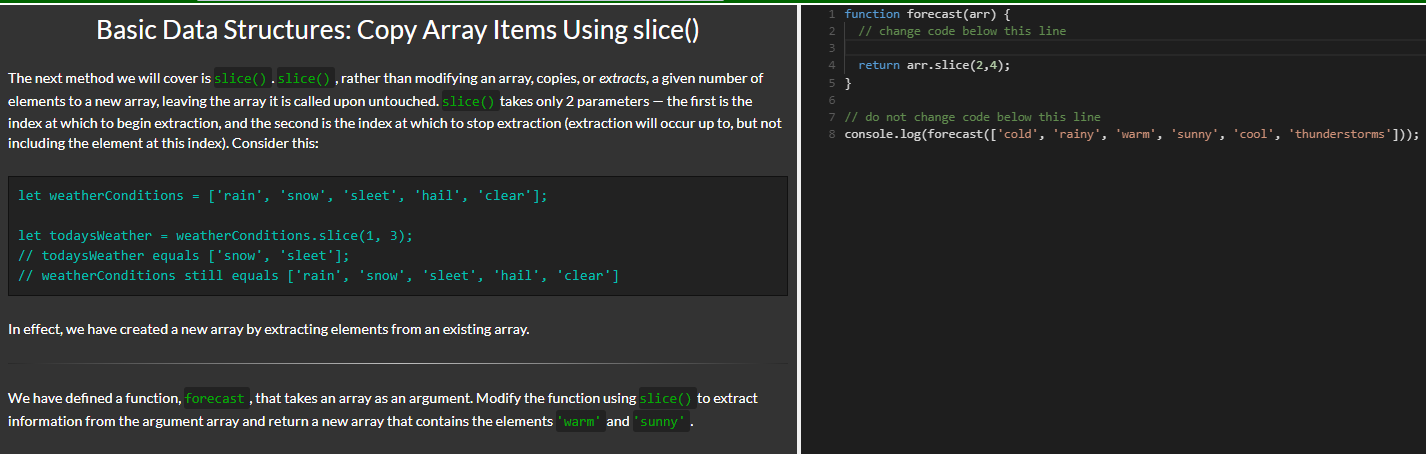 Basic Data Structures: Copy Array Items Using slice()
The next method we will cover is slice() . slice() , rather than modifying an array, copies, or extracts, a given number of
elements to a new array, leaving the array it is called upon untouched. slice() takes only 2 parameters — the first is the
index at which to begin extraction, and the second is the index at which to stop extraction (extraction will occur up to, but not
including the element at this index). Consider this:
let weatherConditions = ['rain', 'snow', 'sleet', 'hail', 'clear'];
let todaysWeather = weatherConditions.slice(1, 3);
// todaysWeather equals ['snow', 'sleet'];
// weatherConditions still equals ['rain', 'snow', 'sleet', 'hail', 'clear']
In effect, we have created a new array by extracting elements from an existing array.
We have defined a function, forecast , that takes an array as an argument. Modify the function using slice() to extract
information from the argument array and return a new array that contains the elements 'warm' and 'sunny' .
1 function forecast(arr) {
2 // change code below this line
3
4 return arr.slice(2,4);
5 }
6
7 // do not change code below this line
8 console.log(forecast(['cold', 'rainy', 'warm', 'sunny', 'cool', 'thunderstorms']));